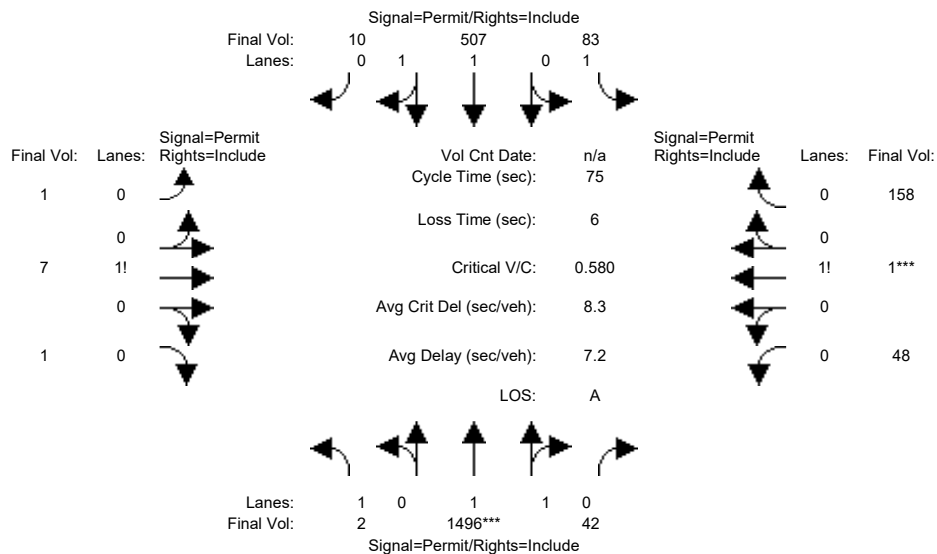 Signal=Permit/Rights=Include
Final Vol: 10 507 83
Lanes: 0 1 1 0 1
Signal=Permit
Final Vol: Lanes: Rights=Include
Vol Cnt Date: n/a
Signal=Permit
Rights=Include Lanes: Final Vol:
Cycle Time (sec): 75
1 0
0 158
Loss Time (sec): 6
0
0
7 1!
Critical V/C: 0.580
1! 1***
0
Avg Crit Del (sec/veh): 8.3
0
1 0
Avg Delay (sec/veh): 7.2
0 48
LOS: A
Lanes: 1 0 1 1 0
Final Vol: 2 1496*** 42
Signal=Permit/Rights=Include